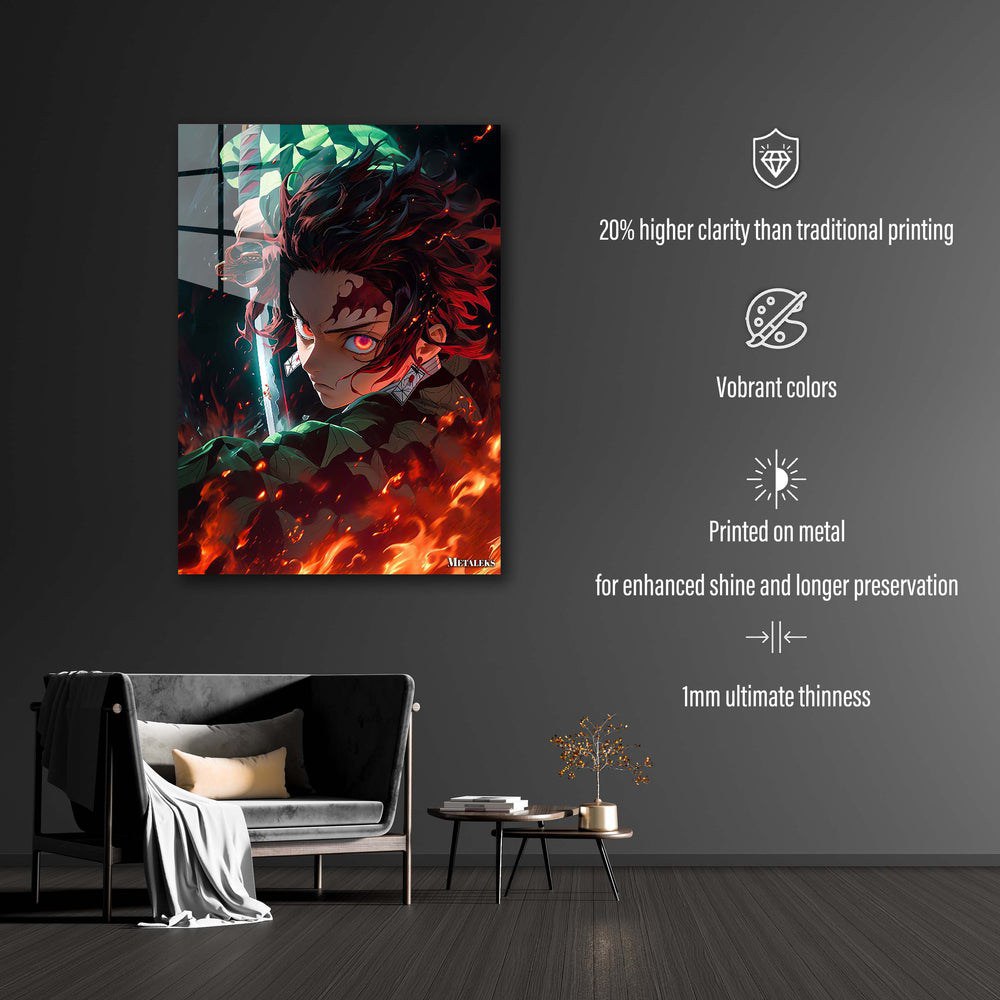 METALEKS
20% higher clarity than traditional printing
Vobrant colors
Printed on metal
for enhanced shine and longer preservation
1mm ultimate thinness